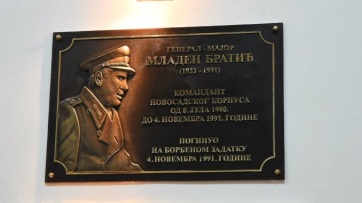 ГЕНЕРАЛ - МАЈОР
МЛАДЕН БРАТИЋ
(1933 - 1991)
КОМАНДАНТ
НОВОСАДСКОГ КОРПУСА
ОД 8. ЈУЛА 1990.
ДО 4. НОВЕМБРА 1991. ГОДИНЕ
ПОГИНУО
НА БОРБЕНОМ ЗАДАТКУ
4. НОВЕМБРА 1991. ГОДИНЕ